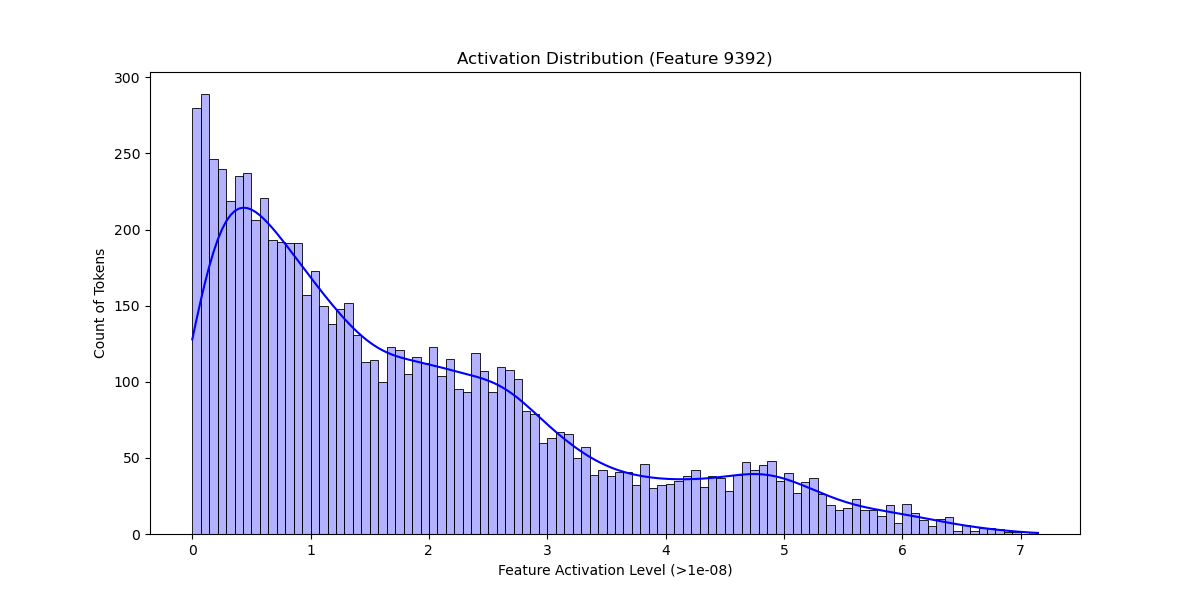 Activation Distribution (Feature 9392)
300
250
200
150
100
50
0
Count of Tokens
0 1 2 3 4 5 6 7
Feature Activation Level (>1e-08)